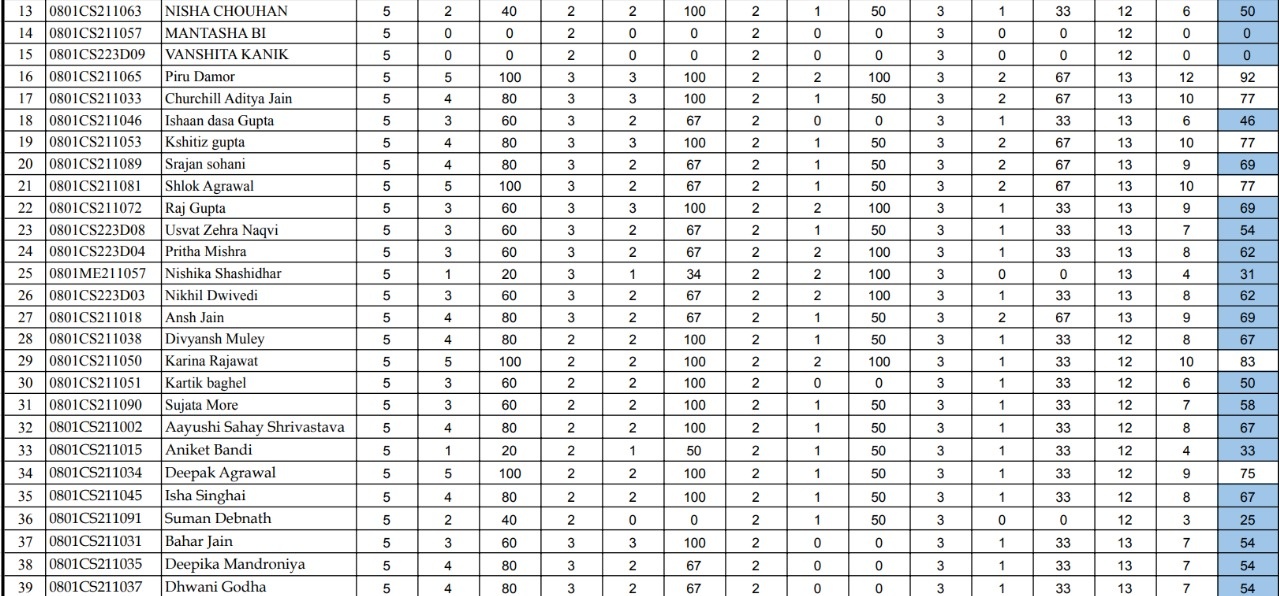 13 0801CS211063 NISHA CHOUHAN 5 2 40 2 2 100 2 1 50 3 1 33 12 6 50
14 0801CS211057 MANTASHA BI 5 0 0 2 0 0 2 0 0 3 0 0 12 0 0
15 0801CS223D09 VANSHITA KANIK 5 0 0 2 0 0 2 0 0 3 0 0 12 0 0
16 0801CS211065 Piru Damor 5 5 100 3 3 100 2 2 100 3 2 67 13 12 92
17 0801CS211033 Churchill Aditya Jain 5 4 80 3 3 100 2 1 50 3 2 67 13 10 77
18 0801CS211046 Ishaan dasa Gupta 5 3 60 3 2 67 2 0 0 3 1 33 13 6 46
19 0801CS211053 Kshitiz gupta 5 4 80 3 3 100 2 1 50 3 2 67 13 10 77
20 0801CS211089 Srajan sohani 5 4 80 3 2 67 2 1 50 3 2 67 13 9 69
21 0801CS211081 Shlok Agrawal 5 5 100 3 2 67 2 1 50 3 2 67 13 10 77
22 0801CS211072 Raj Gupta 5 3 60 3 3 100 2 2 100 3 1 33 13 9 69
23 0801CS223D08 Usvat Zehra Naqvi 5 3 60 3 2 67 2 1 50 3 1 33 13 7 54
24 0801CS223D04 Pritha Mishra 5 3 60 3 2 67 2 2 100 3 1 33 13 8 62
25 0801ME211057 Nishika Shashidhar 5 1 20 3 1 34 2 2 100 3 0 0 13 4 31
26 0801CS223D03 Nikhil Dwivedi 5 3 60 3 2 67 2 2 100 3 1 33 13 8 62
27 0801CS211018 Ansh Jain 5 4 80 3 2 67 2 1 50 3 2 67 13 9 69
28 0801CS211038 Divyansh Muley 5 4 80 2 2 100 2 1 50 3 1 33 12 8 67
29 0801CS211050 Karina Rajawat 5 5 100 2 2 100 2 2 100 3 1 33 12 10 83
30 0801CS211051 Kartik baghel 5 3 60 2 2 100 2 0 0 3 1 33 12 6 50
31 0801CS211090 Sujata More 5 3 60 2 2 100 2 1 50 3 1 33 12 7 58
32 0801CS211002 Aayushi Sahay Shrivastava 5 4 80 2 2 100 2 1 50 3 1 33 12 8 67
33 0801CS211015 Aniket Bandi 5 1 20 2 1 50 2 1 50 3 1 33 12 4 33
34 0801CS211034 Deepak Agrawal 5 5 100 2 2 100 2 1 50 3 1 33 12 9 75
35 0801CS211045 Isha Singhai 5 4 80 2 2 100 2 1 50 3 1 33 12 8 67
36 0801CS211091 Suman Debnath 5 2 40 2 0 0 2 1 50 3 0 0 12 3 25
37 0801CS211031 Bahar Jain 5 3 60 3 3 100 2 0 0 3 1 33 13 7 54
38 0801CS211035 Deepika Mandroniya 5 4 80 3 2 67 2 0 0 3 1 33 13 7 54
39 0801CS211037 Dhwani Godha 5 4 80 3 2 67 2 0 0 3 1 33 13 7 54